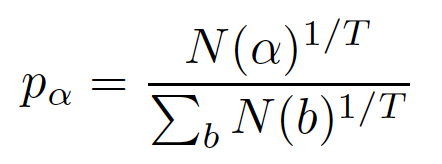 p_α = N(α)^{1/T} / ∑_b N(b)^{1/T}